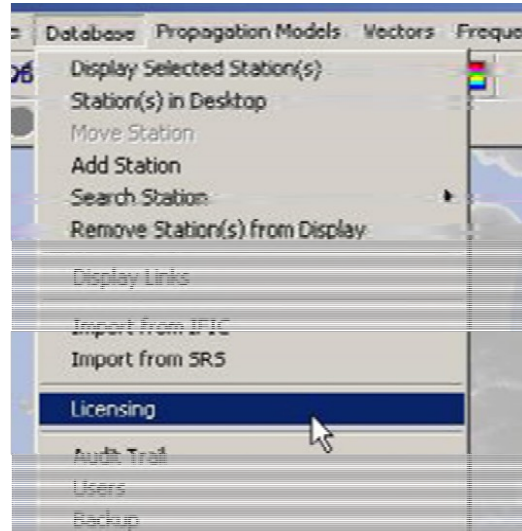 Database Propagation Models Vectors
Display Selected Station(s)
Station(s) in Desktop
Move Station
Add Station
Search Station
Remove Station(s) from Display
Display Links
Import from IFIC
Import from SRS
Licensing
Audit Trail
Users
Backup